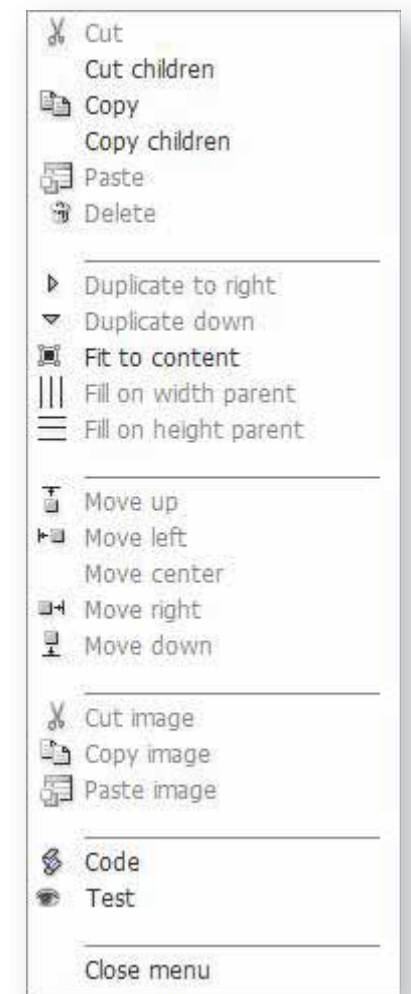 Cut
Cut children
Copy
Copy children
Paste
Delete
Duplicate to right
Duplicate down
Fit to content
Fill on width parent
Fill on height parent
Move up
Move left
Move center
Move right
Move down
Cut image
Copy image
Paste image
Code
Test
Close menu